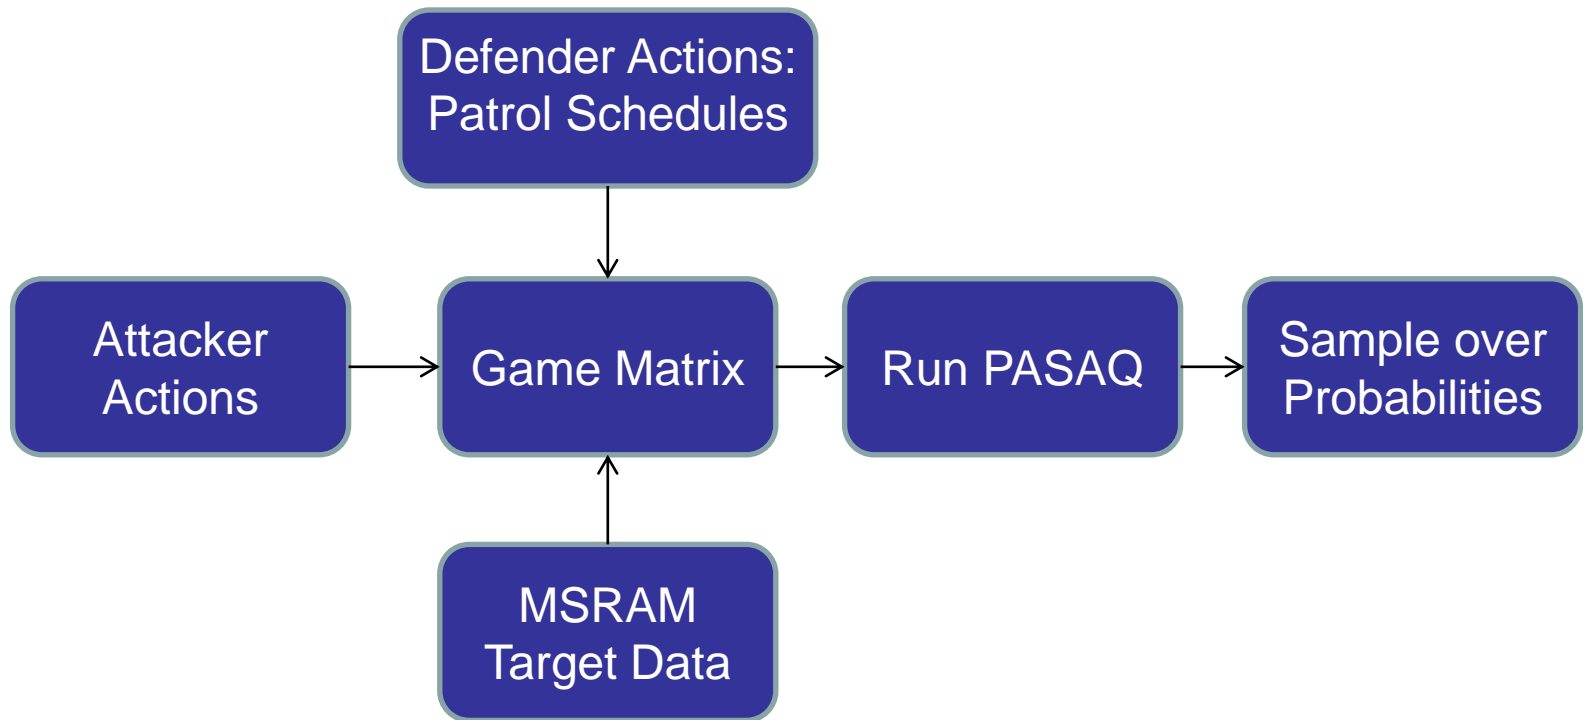 Defender Actions:
Patrol Schedules
Attacker
Actions
Game Matrix
Run PASAQ
Sample over
Probabilities
MSRAM
Target Data